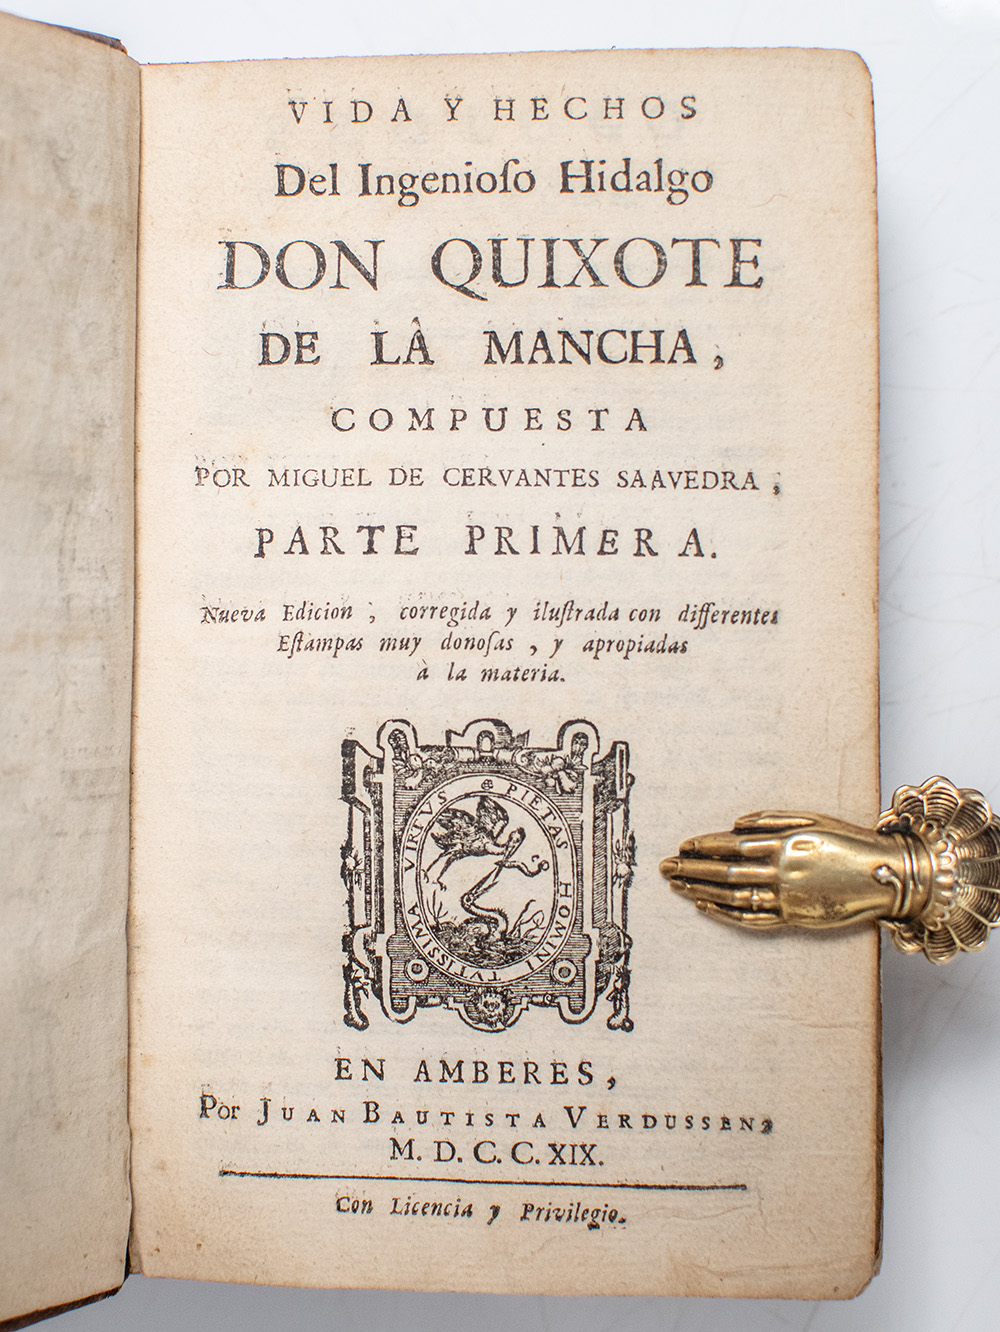 VIDA Y HECHOS
Del Ingenioſo Hidalgo
DON QUIXOTE
DE LA MANCHA,
COMPUESTA
POR MIGUEL DE CERVANTES SAAVEDRA,
PARTE PRIMERA.
Nueva Edicion, corregida y iluſtrada con differentes
Eſtampas muy donoſas, y apropiadas
à la materia.
PIETAS HOMINI TVTISSIMA VIRTVS
EN AMBERES,
Por JUAN BAUTISTA VERDUSSEN,
M. D. C. C. XIX.
Con Licencia y Privilegio.